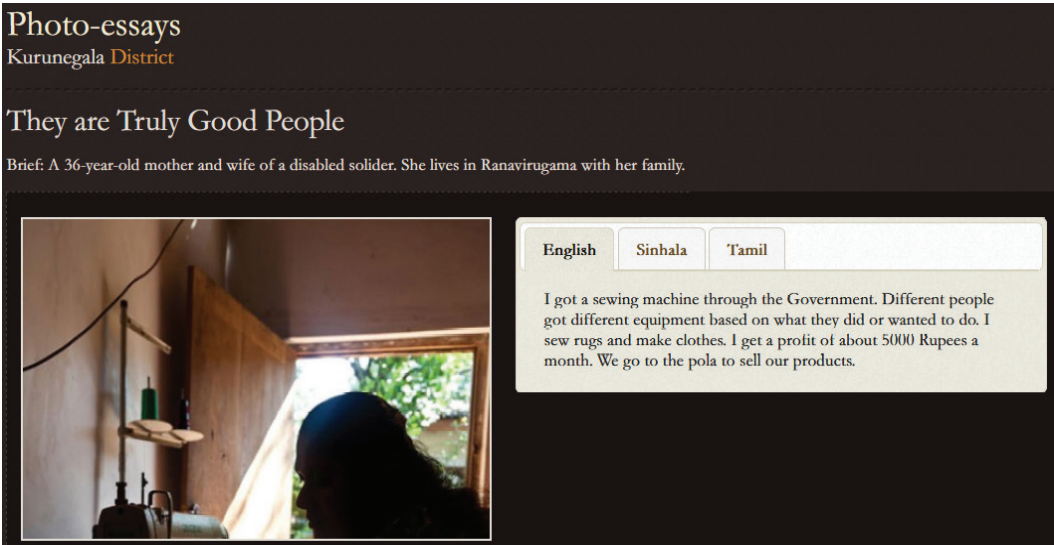 Photo-essays
Kurunegala District
They are Truly Good People
Brief: A 36-year-old mother and wife of a disabled solider. She lives in Ranavirugama with her family.
English Sinhala Tamil
I got a sewing machine through the Government. Different people
got different equipment based on what they did or wanted to do. I
sew rugs and make clothes. I get a profit of about 5000 Rupees a
month. We go to the pola to sell our products.